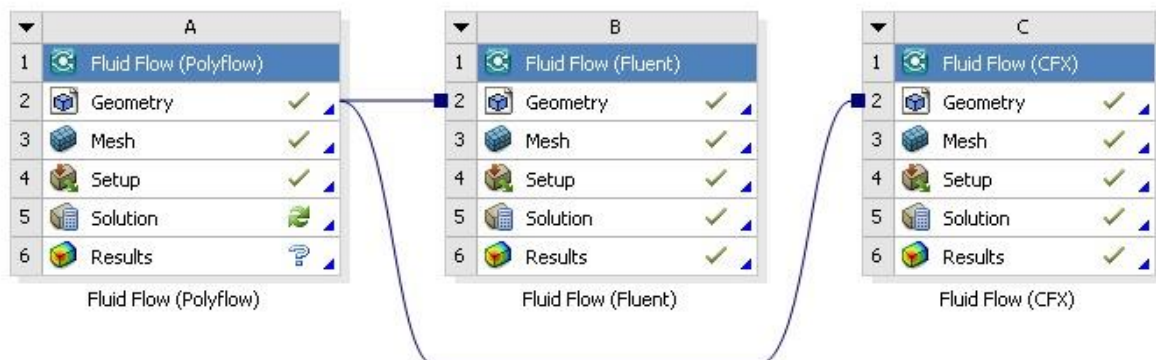 A
1 Fluid Flow (Polyflow)
2 Geometry
3 Mesh
4 Setup
5 Solution
6 Results
Fluid Flow (Polyflow)
B
1 Fluid Flow (Fluent)
2 Geometry
3 Mesh
4 Setup
5 Solution
6 Results
Fluid Flow (Fluent)
C
1 Fluid Flow (CFX)
2 Geometry
3 Mesh
4 Setup
5 Solution
6 Results
Fluid Flow (CFX)